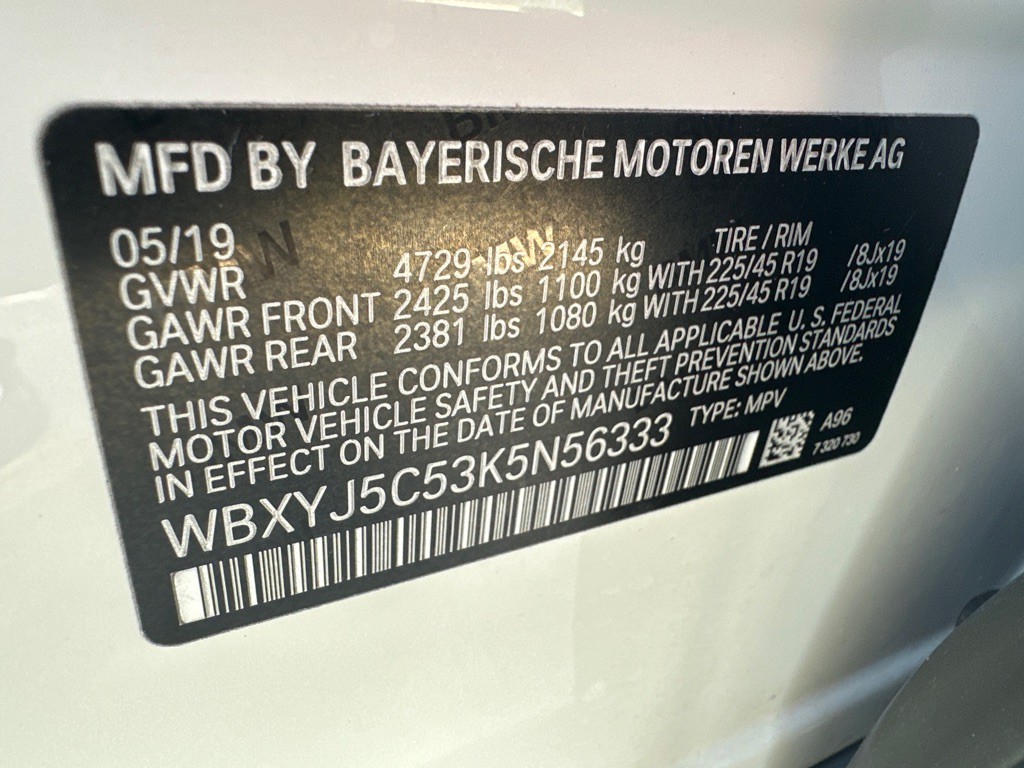 MFD BY BAYERISCHE MOTOREN WERKE AG
05/19 TIRE / RIM
GVWR 4729 lbs 2145 kg
GAWR FRONT 2425 lbs 1100 kg WITH 225/45 R19 /8Jx19
GAWR REAR 2381 lbs 1080 kg WITH 225/45 R19 /8Jx19
THIS VEHICLE CONFORMS TO ALL APPLICABLE U. S. FEDERAL
MOTOR VEHICLE SAFETY AND THEFT PREVENTION STANDARDS
IN EFFECT ON THE DATE OF MANUFACTURE SHOWN ABOVE.
WBXYJ5C53K5N56333 TYPE: MPV A96
7 320 730